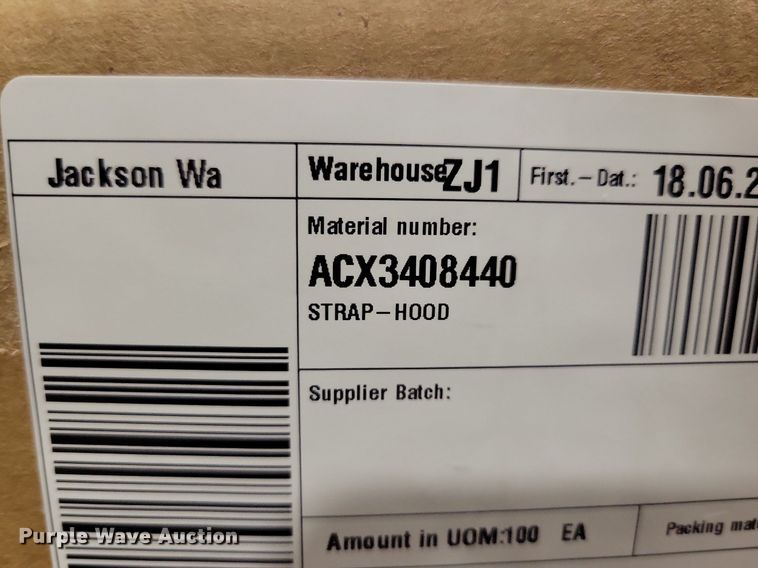 Jackson Wa
Warehouse ZJ1
First.-Dat.: 18.06.2
Material number:
ACX3408440
STRAP-HOOD
Supplier Batch:
Amount in UOM:100 EA
Packing mat
Purple Wave Auction